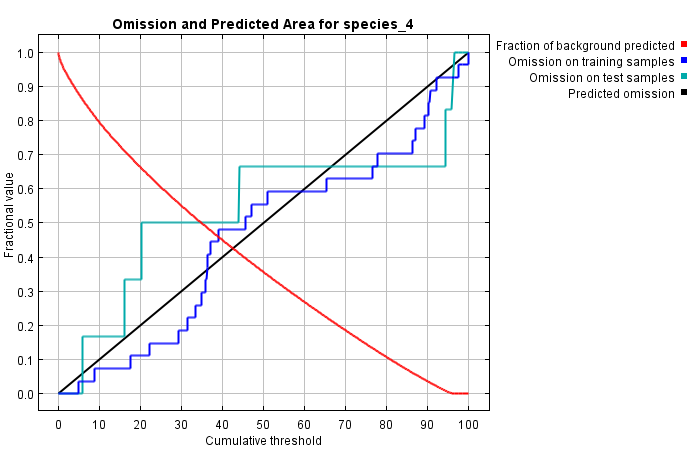 Omission and Predicted Area for species_4
Fraction of background predicted
Omission on training samples
Omission on test samples
Predicted omission
Fractional value
1.0
0.9
0.8
0.7
0.6
0.5
0.4
0.3
0.2
0.1
0.0
0 10 20 30 40 50 60 70 80 90 100
Cumulative threshold